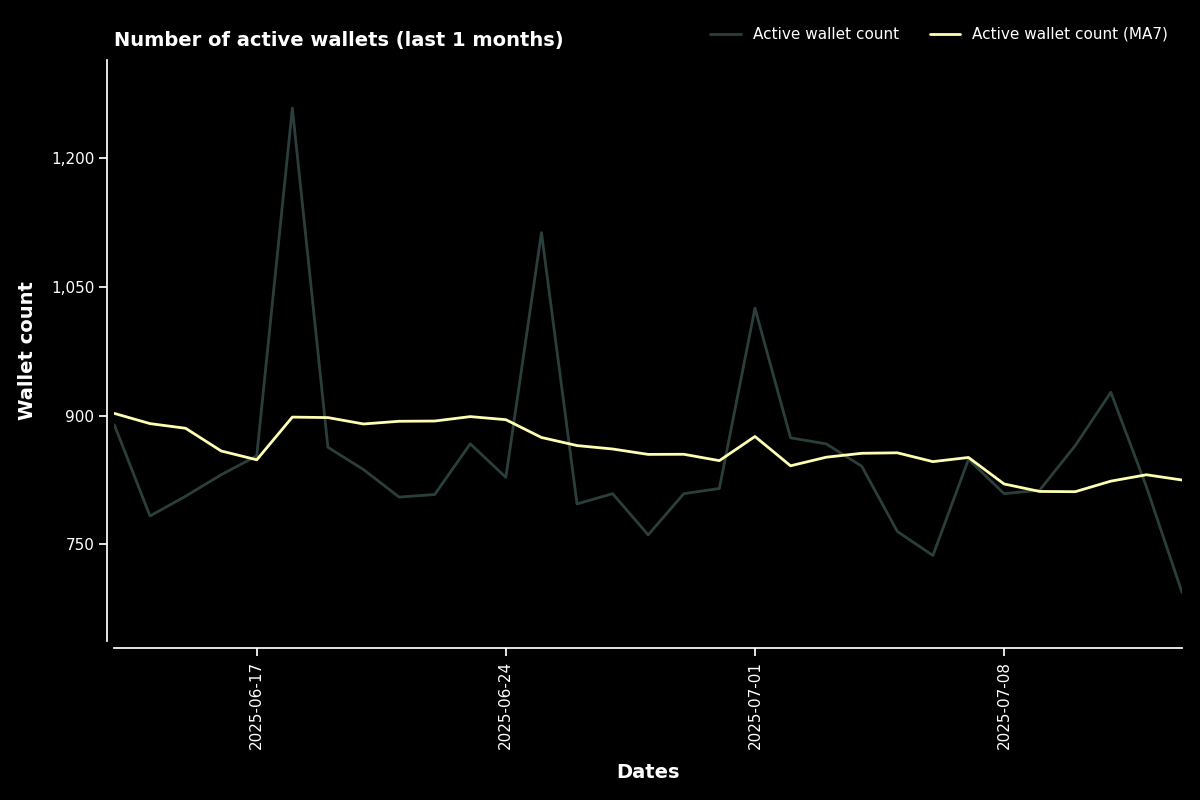 Number of active wallets (last 1 months)
Active wallet count
Active wallet count (MA7)
Wallet count
1,200
1,050
900
750
2025-06-17
2025-06-24
2025-07-01
2025-07-08
Dates